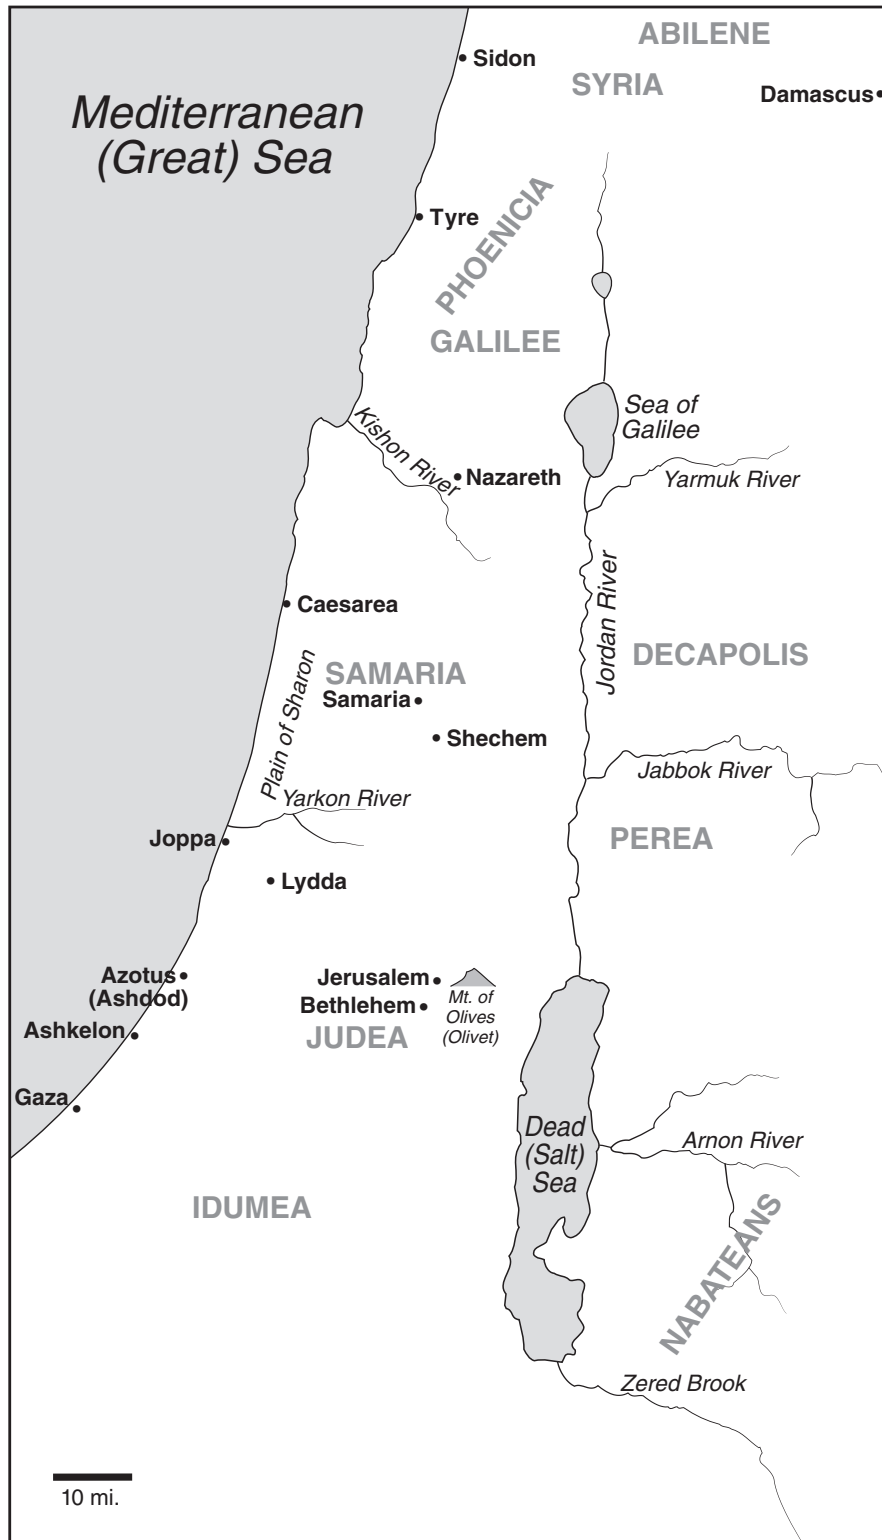 ABILENE
Sidon
SYRIA
Damascus
Mediterranean
(Great) Sea
Tyre
PHOENICIA
GALILEE
Sea of
Galilee
Kishon River
Nazareth
Yarmuk River
Jordan River
Caesarea
DECAPOLIS
Plain of Sharon
SAMARIA
Samaria
Shechem
Jabbok River
Yarkon River
Joppa
PEREA
Lydda
Azotus
(Ashdod)
Jerusalem
Bethlehem
Mt. of
Olives
(Olivet)
Ashkelon
JUDEA
Gaza
Dead
(Salt)
Sea
Arnon River
IDUMEA
NABATEANS
Zered Brook
10 mi.